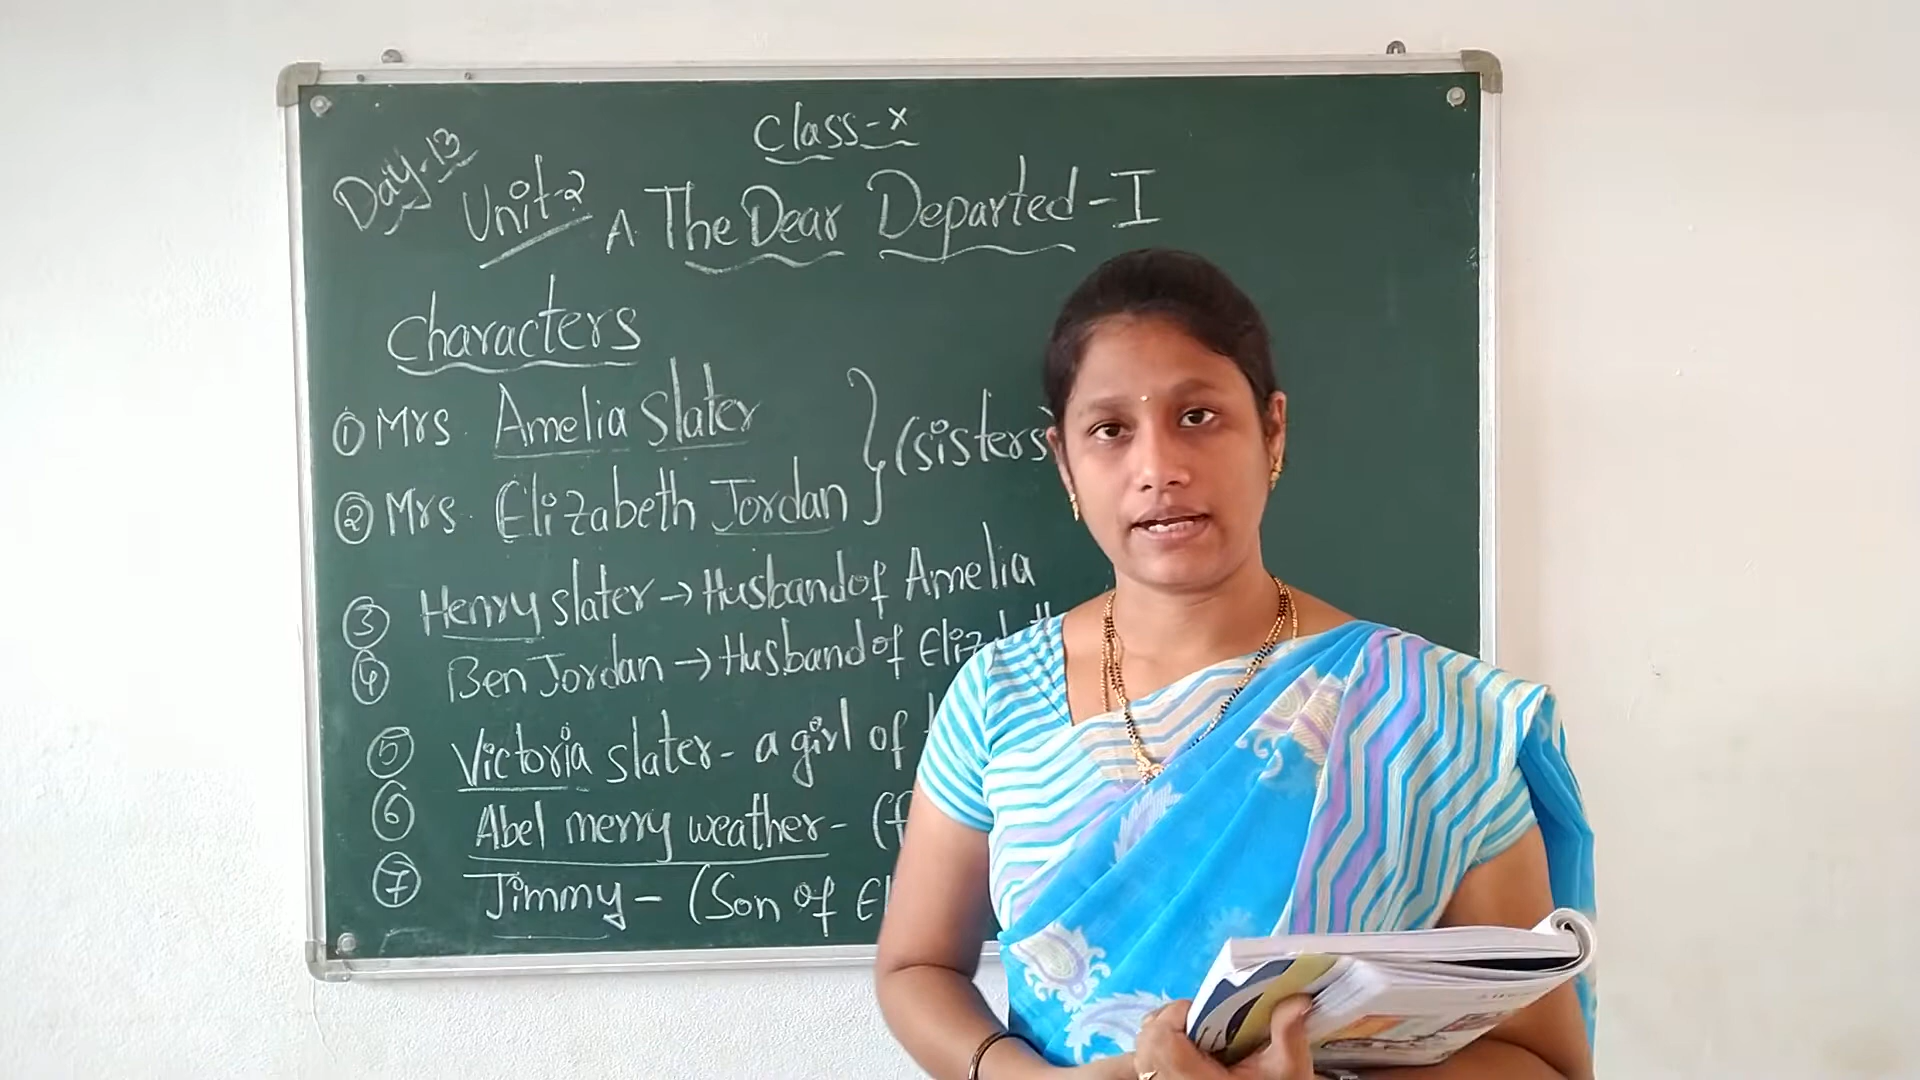 Class-X
Day-13
Unit-2 A The Dear Departed-I
Characters
① Mrs Amelia Slater
② Mrs Elizabeth Jordan } (sisters
③ Henry slater → Husband of Amelia
④ Ben Jordan → Husband of
⑤ Victoria slater - a girl of
⑥ Abel merry weather - (
⑦ Jimmy - (Son of